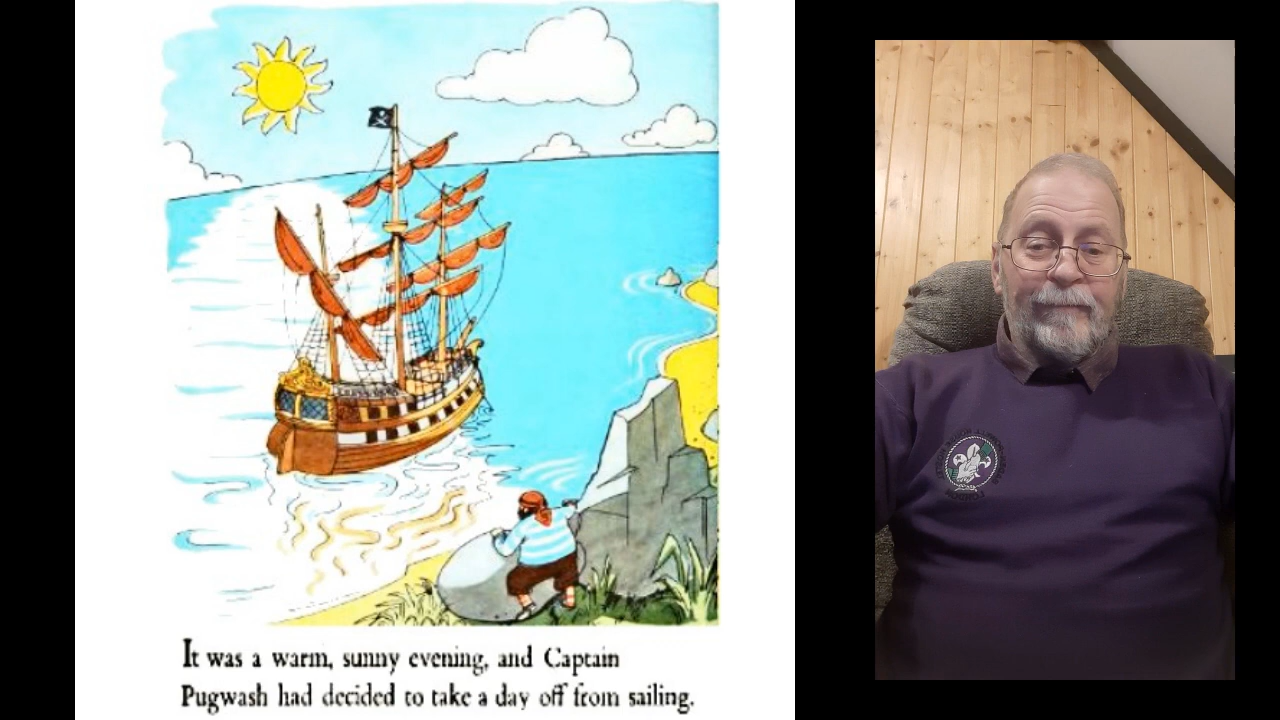 It was a warm, sunny evening, and Captain
Pugwash had decided to take a day off from sailing.